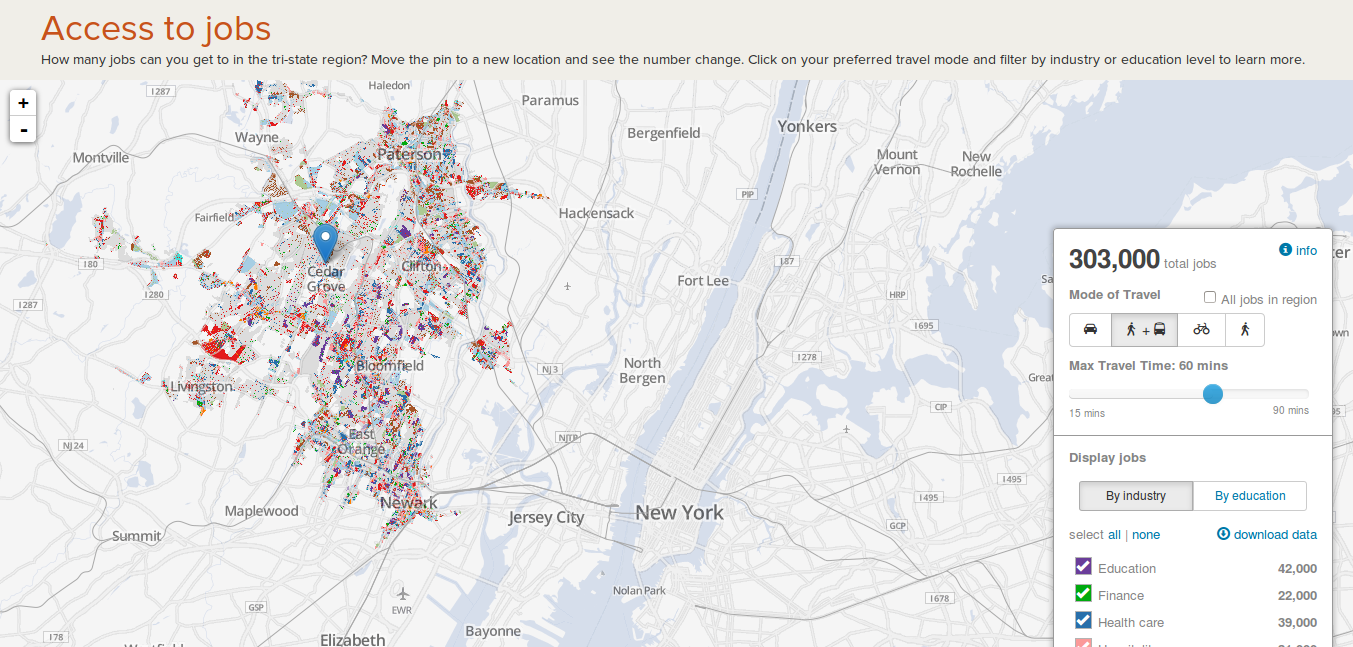 Access to jobs
How many jobs can you get to in the tri-state region? Move the pin to a new location and see the number change. Click on your preferred travel mode and filter by industry or education level to learn more.
+
-
I287
Haledon
Paramus
Wayne
Bergenfield
Yonkers
Montville
Paterson
Mount
Vernon
New
Rochelle
PIP
Fairfield
Hackensack
I80
Cedar
Grove
Clifton
Fort Lee
I87
I287
I280
HRP
I695
Bloomfield
NJ3
North
Bergen
I278
Livingston
Great
CIP
NJ24
East
Orange
NJTP
I495
Newark
I495
Maplewood
Jersey City
New York
Summit
GCP
EWR
Nolan Park
GSP
I678
I78
Elizabeth
Bayonne
303,000 total jobs
info
Mode of Travel
All jobs in region
+
Max Travel Time: 60 mins
15 mins
90 mins
Display jobs
By industry
By education
select all | none
download data
Education 42,000
Finance 22,000
Health care 39,000